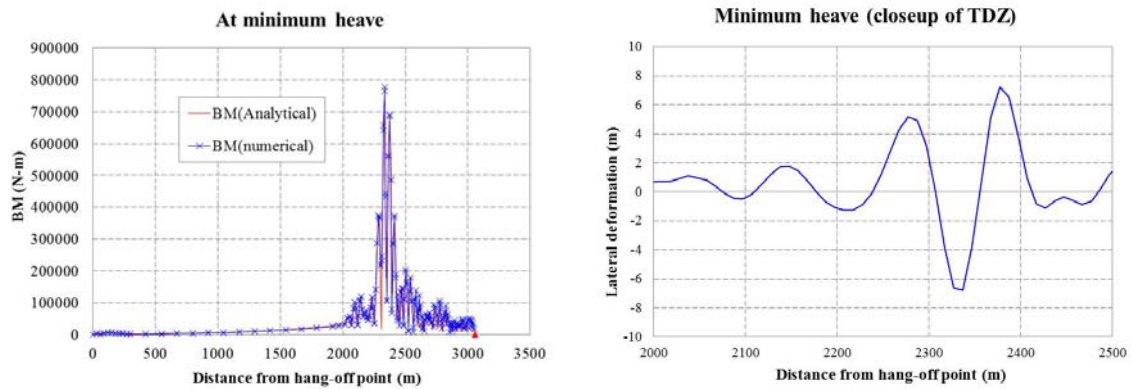 At minimum heave
900000
800000
700000
600000
500000
400000
300000
200000
100000
0
BM (N-m)
BM(Analytical)
BM(numerical)
0 500 1000 1500 2000 2500 3000 3500
Distance from hang-off point (m)
Minimum heave (closeup of TDZ)
10
8
6
4
2
0
-2
-4
-6
-8
-10
Lateral deformation (m)
2000 2100 2200 2300 2400 2500
Distance from hang-off point (m)